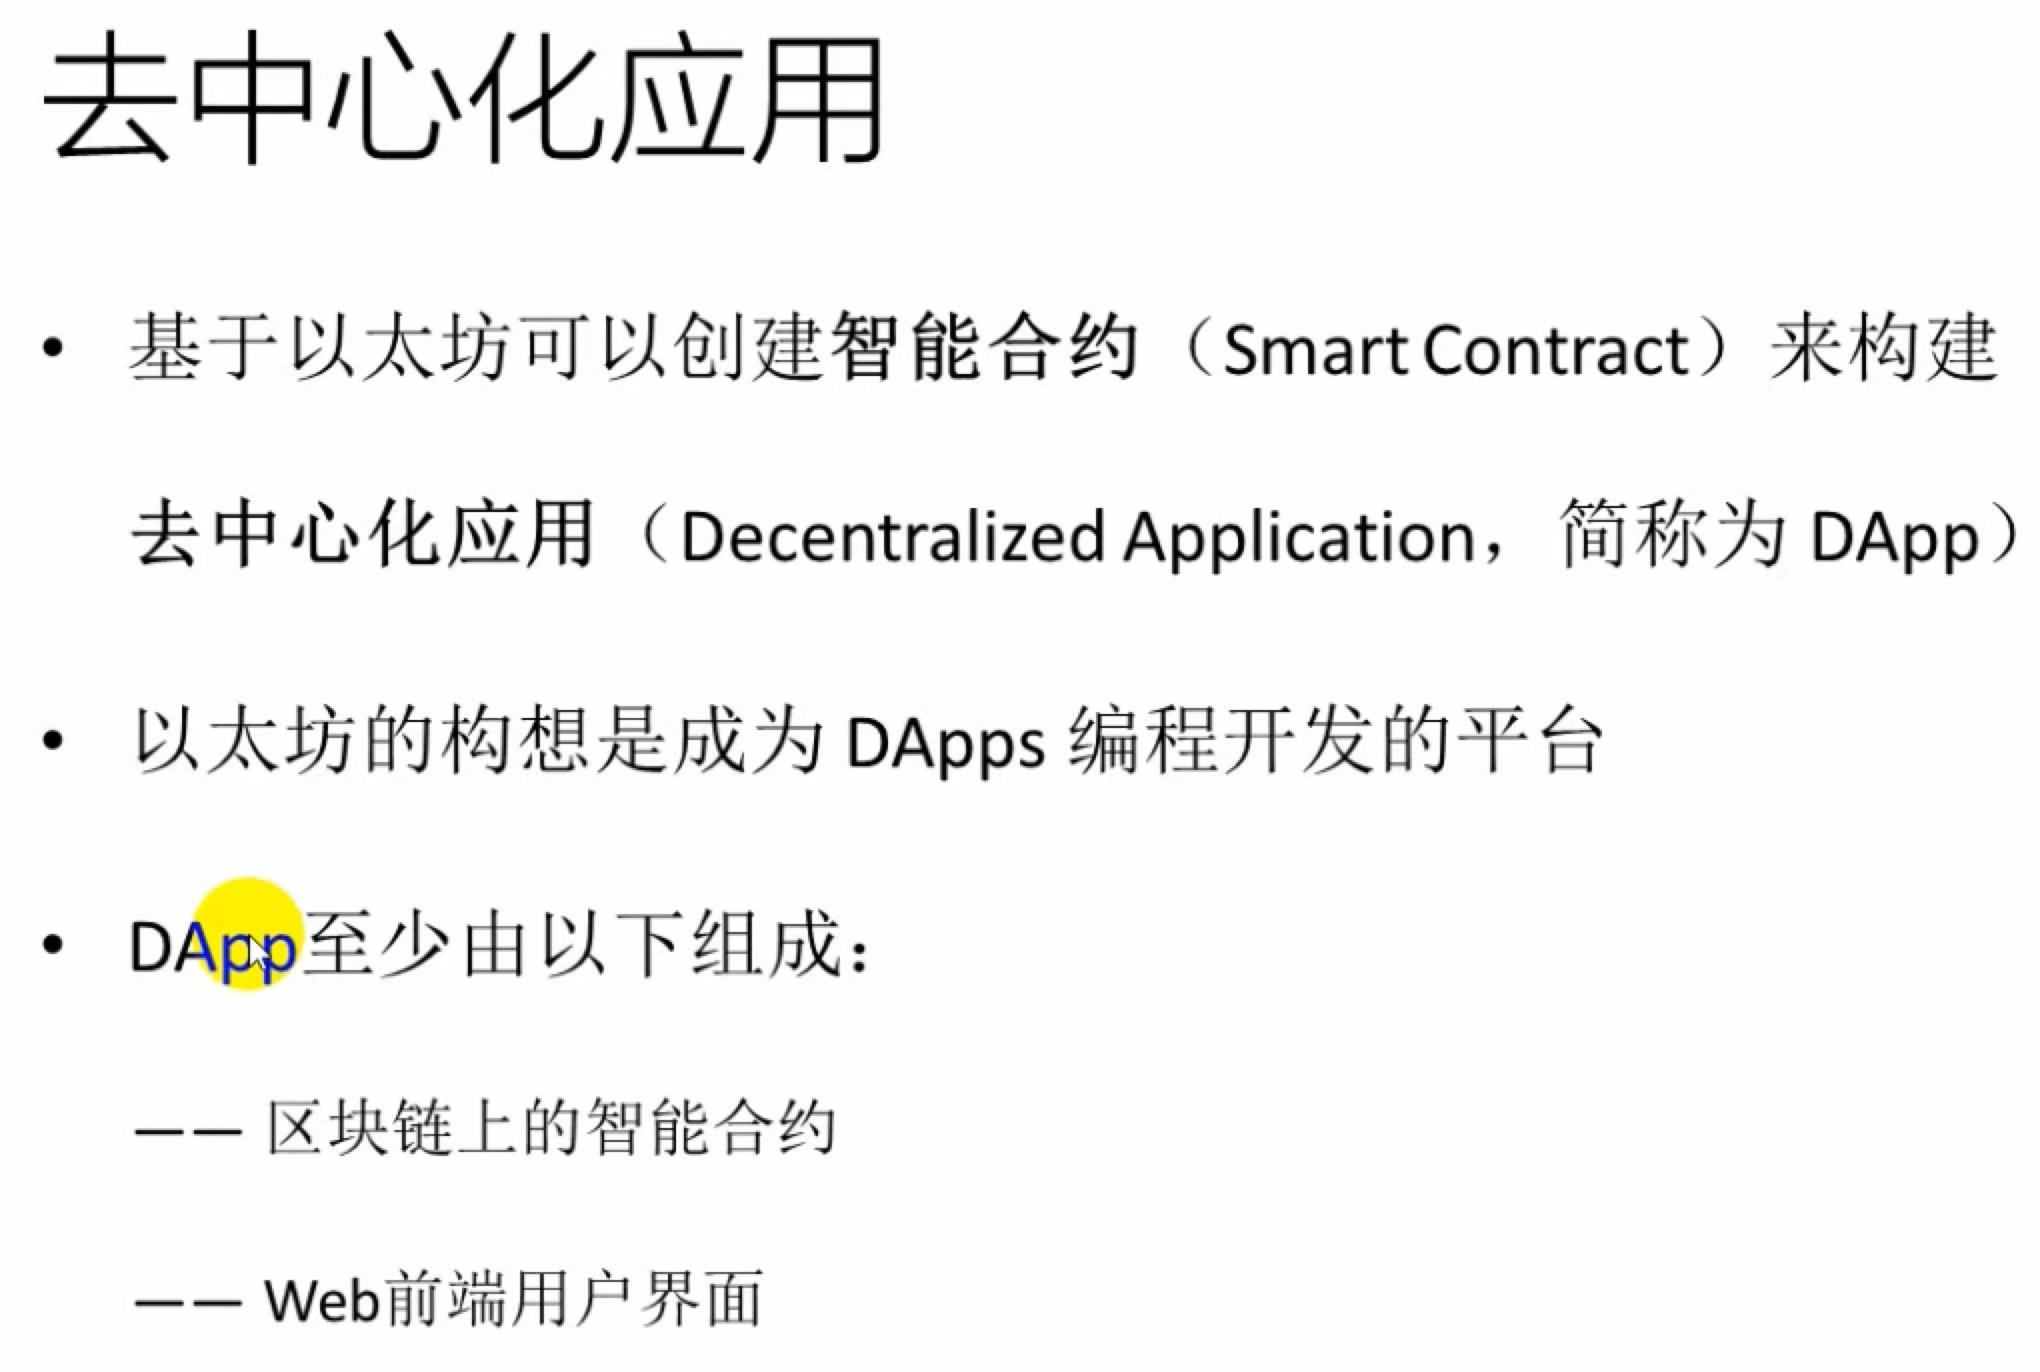 去中心化应用
• 基于以太坊可以创建智能合约（Smart Contract）来构建
去中心化应用（Decentralized Application，简称为 DApp）
• 以太坊的构想是成为 DApps 编程开发的平台
• DApp至少由以下组成：
—— 区块链上的智能合约
—— Web前端用户界面